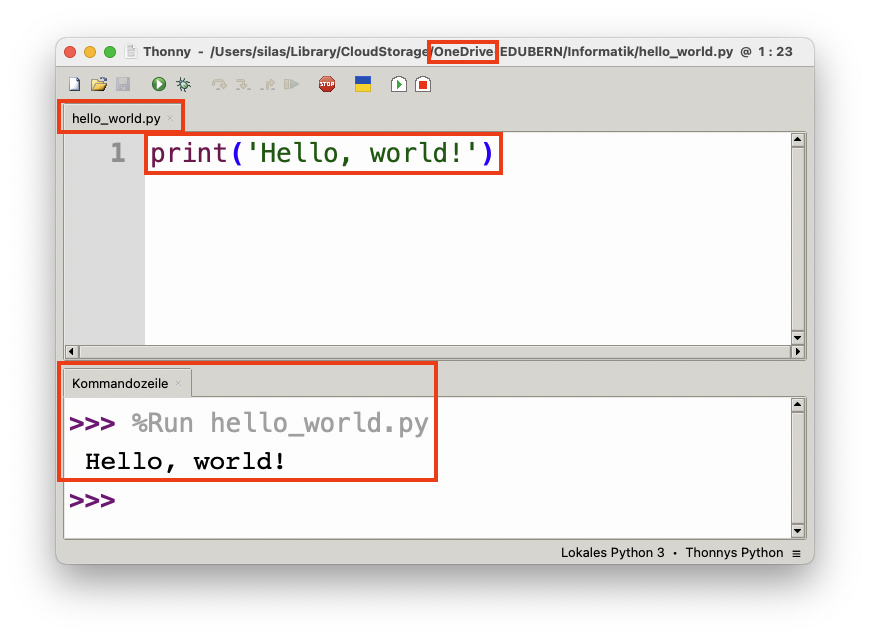 Thonny - /Users/silas/Library/CloudStorage/OneDrive-EDUBERN/Informatik/hello_world.py @ 1:23
STOP
hello_world.py
1 print('Hello, world!')
Kommandozeile
>>> %Run hello_world.py
Hello, world!
>>>
Lokales Python 3 • Thonnys Python ≡